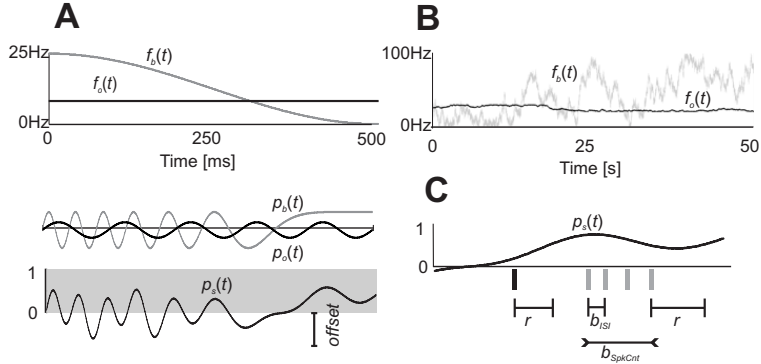 A
25Hz
f_b(t)
f_o(t)
0Hz
0
250
500
Time [ms]
p_b(t)
p_o(t)
1
p_s(t)
0
offset
B
100Hz
f_b(t)
f_o(t)
0Hz
0
25
50
Time [s]
C
1
p_s(t)
0
r
b_ISI
r
b_SpkCnt